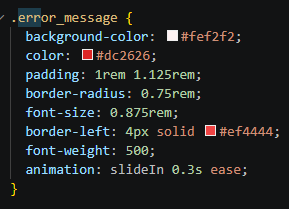 .error_message {
background-color: #fef2f2;
color: #dc2626;
padding: 1rem 1.125rem;
border-radius: 0.75rem;
font-size: 0.875rem;
border-left: 4px solid #ef4444;
font-weight: 500;
animation: slideIn 0.3s ease;
}